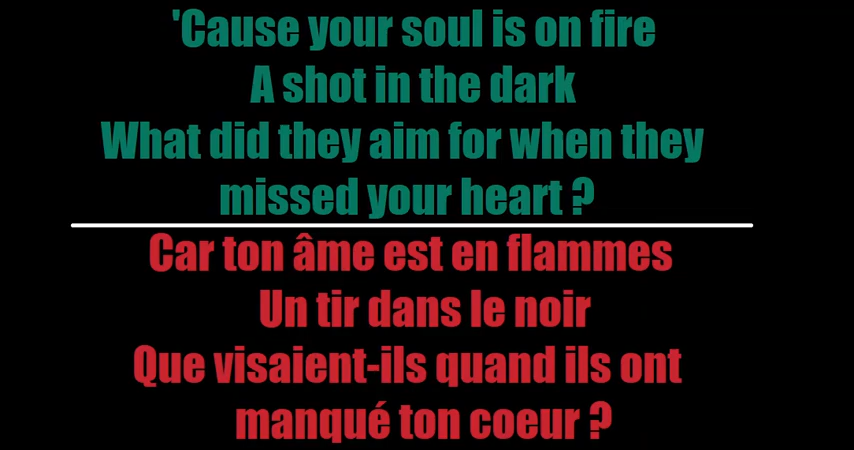 'Cause your soul is on fire
A shot in the dark
What did they aim for when they
missed your heart ?
Car ton âme est en flammes
Un tir dans le noir
Que visaient-ils quand ils ont
manqué ton coeur ?